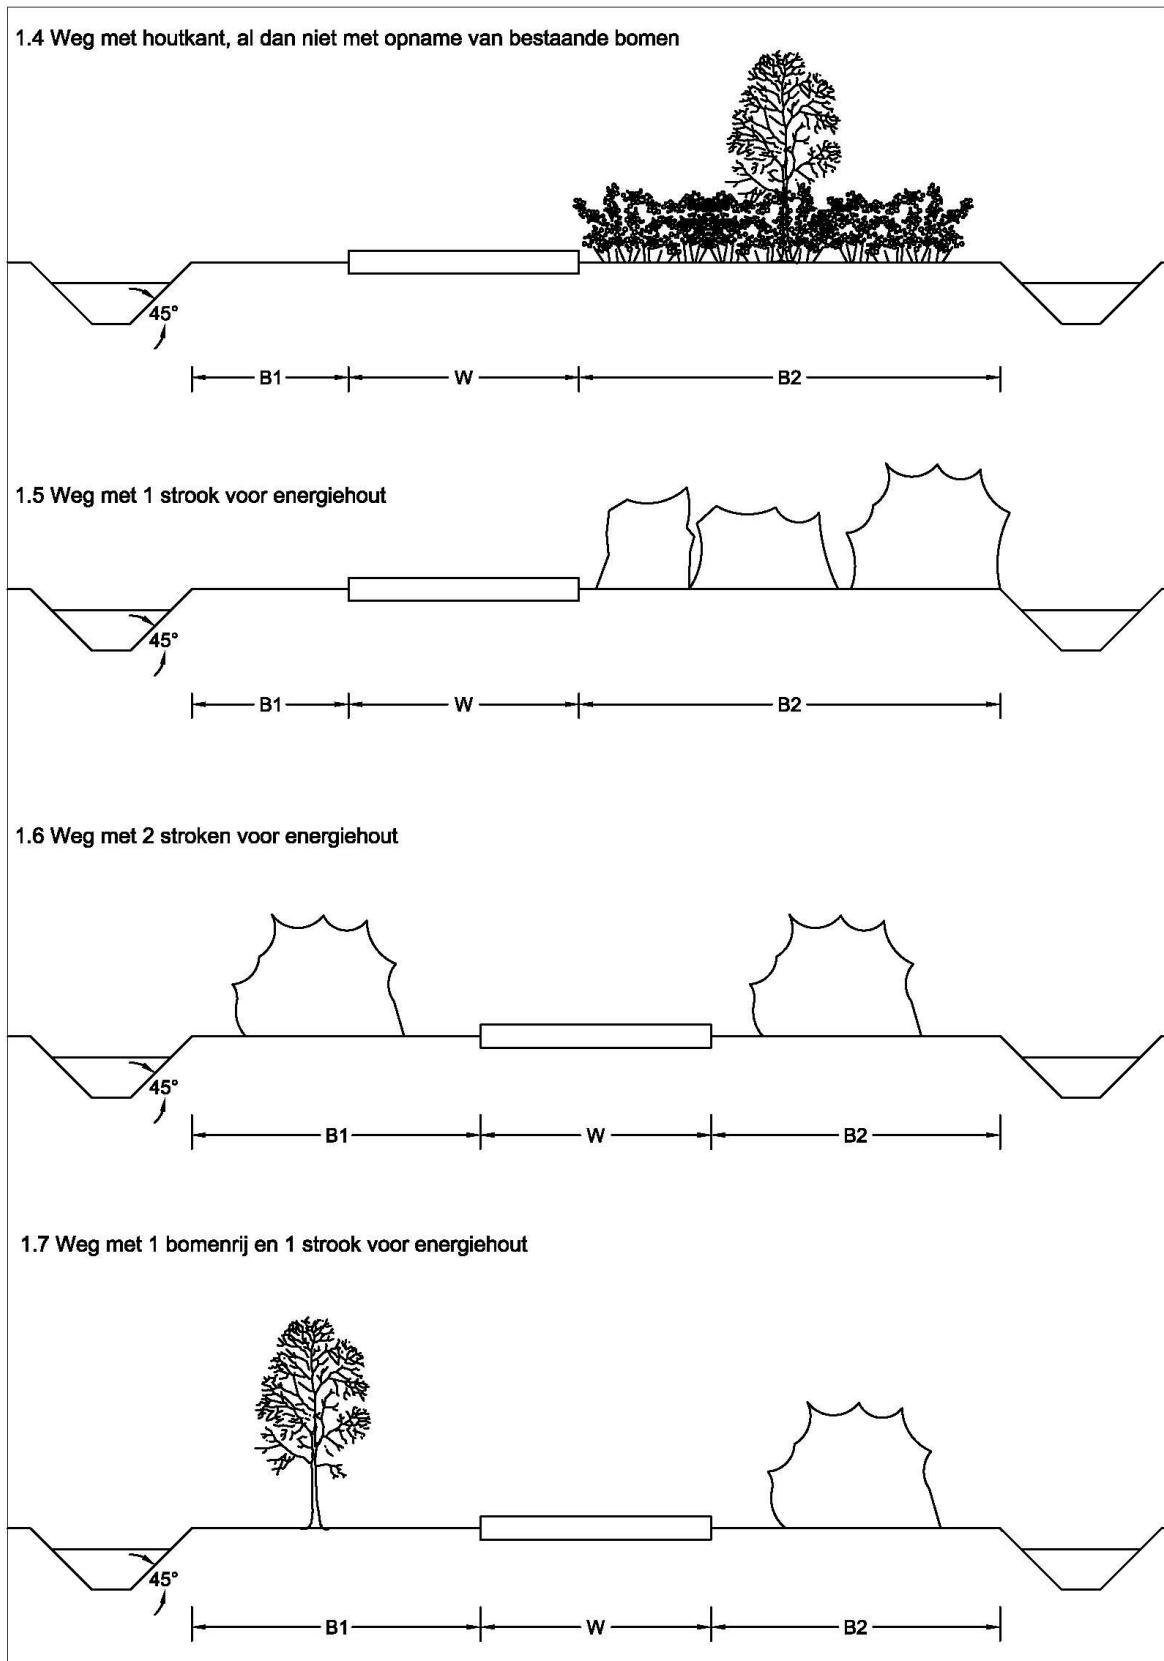 1.4 Weg met houtkant, al dan niet met opname van bestaande bomen
45°
B1 W B2
1.5 Weg met 1 strook voor energiehout
45°
B1 W B2
1.6 Weg met 2 stroken voor energiehout
45°
B1 W B2
1.7 Weg met 1 bomenrij en 1 strook voor energiehout
45°
B1 W B2